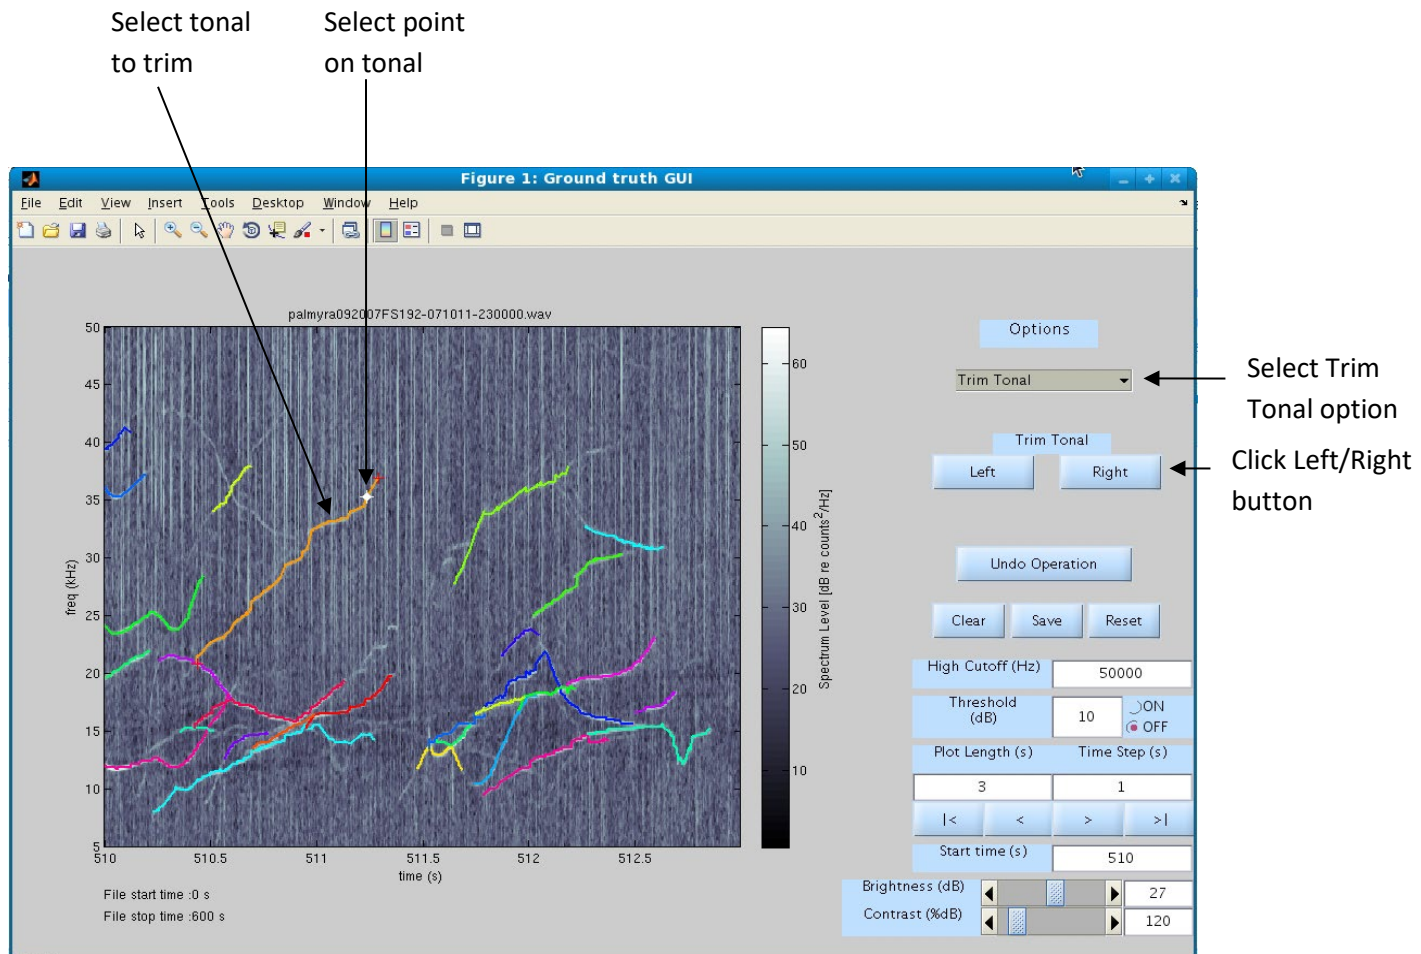 Select tonal
to trim
Select point
on tonal
Figure 1: Ground truth GUI
File Edit View Insert Tools Desktop Window Help
palmyra092007FS192-071011-230000.wav
50
45
40
35
30
25
20
15
10
5
freq (kHz)
510
510.5
511
511.5
512
512.5
time (s)
60
50
40
30
20
10
Spectrum Level [dB re counts²/Hz]
File start time :0 s
File stop time :600 s
Options
Trim Tonal
Trim Tonal
Left
Right
Undo Operation
Clear
Save
Reset
High Cutoff (Hz)
50000
Threshold
(dB)
10
ON
OFF
Plot Length (s)
Time Step (s)
3
1
|<
<
>
>|
Start time (s)
510
Brightness (dB)
27
Contrast (%dB)
120
Select Trim
Tonal option
Click Left/Right
button